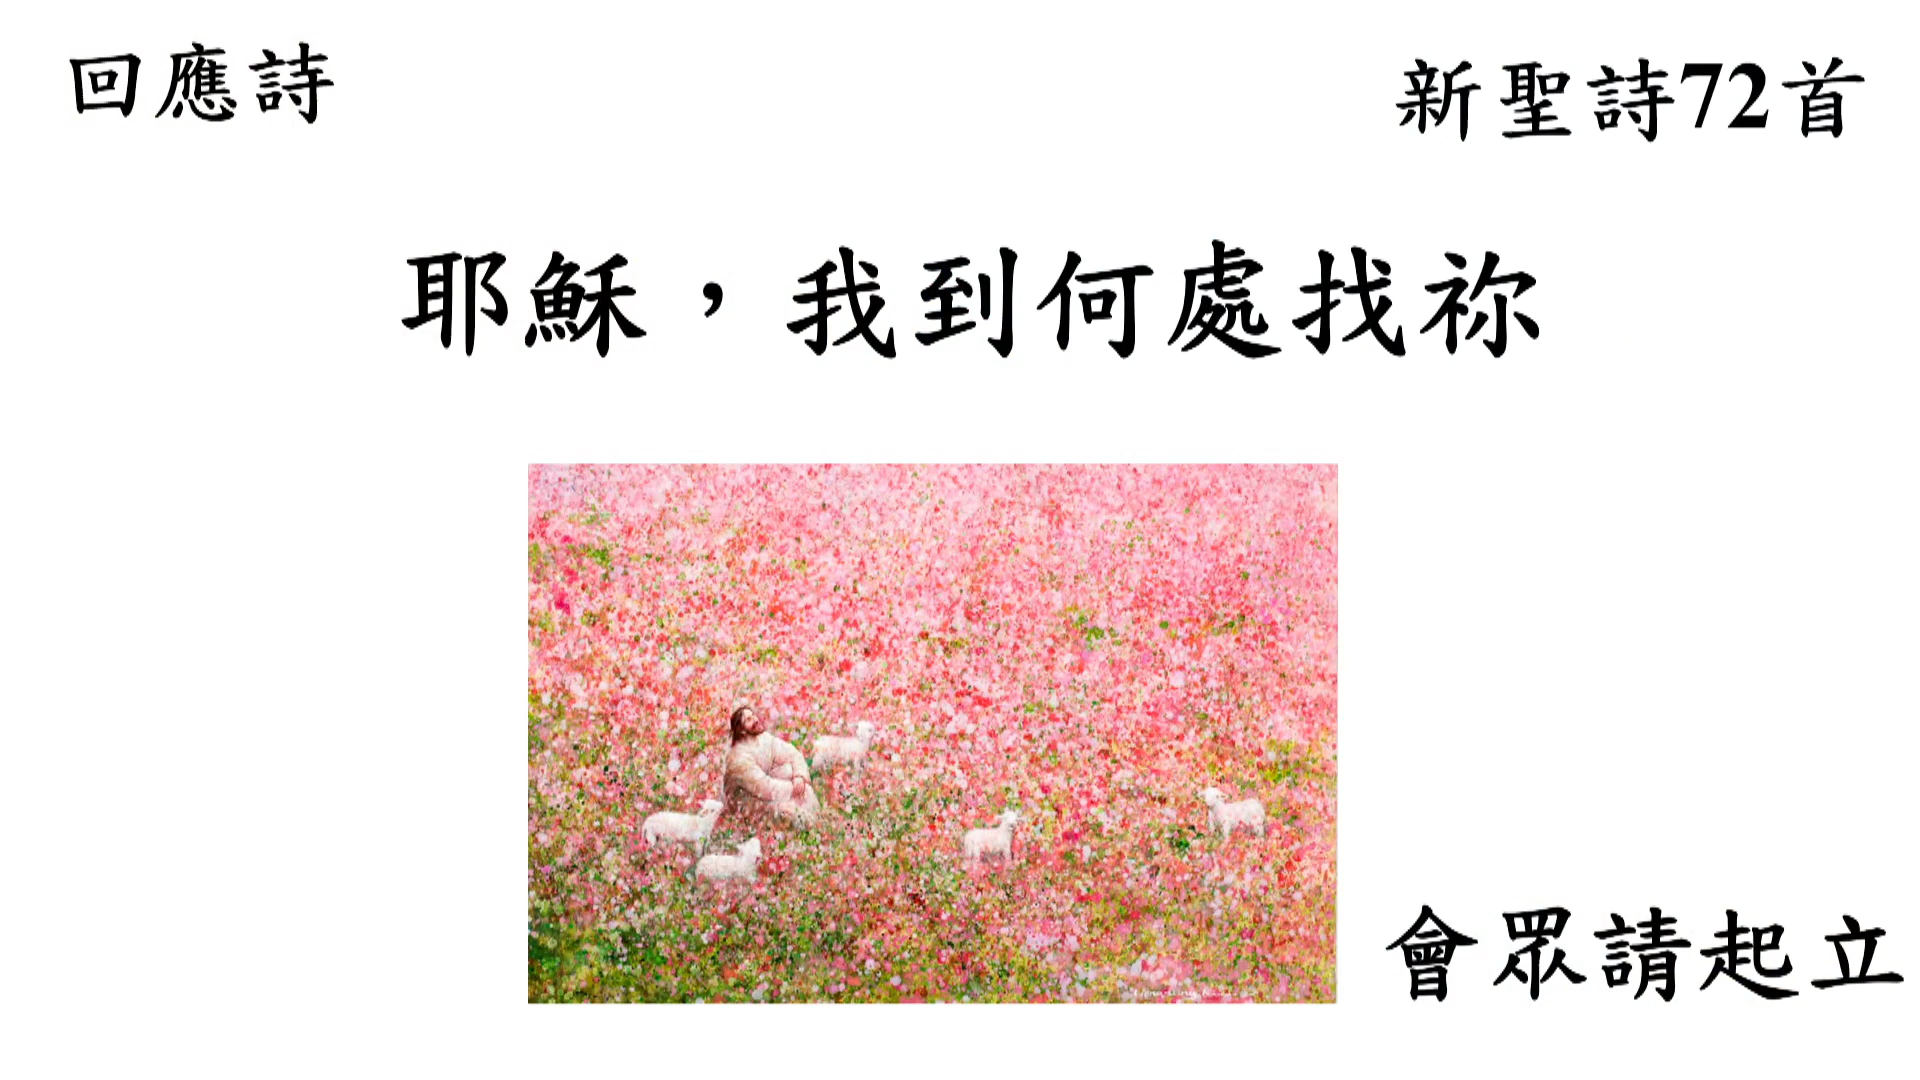 回應詩
新聖詩72首
耶穌，我到何處找祢
會眾請起立